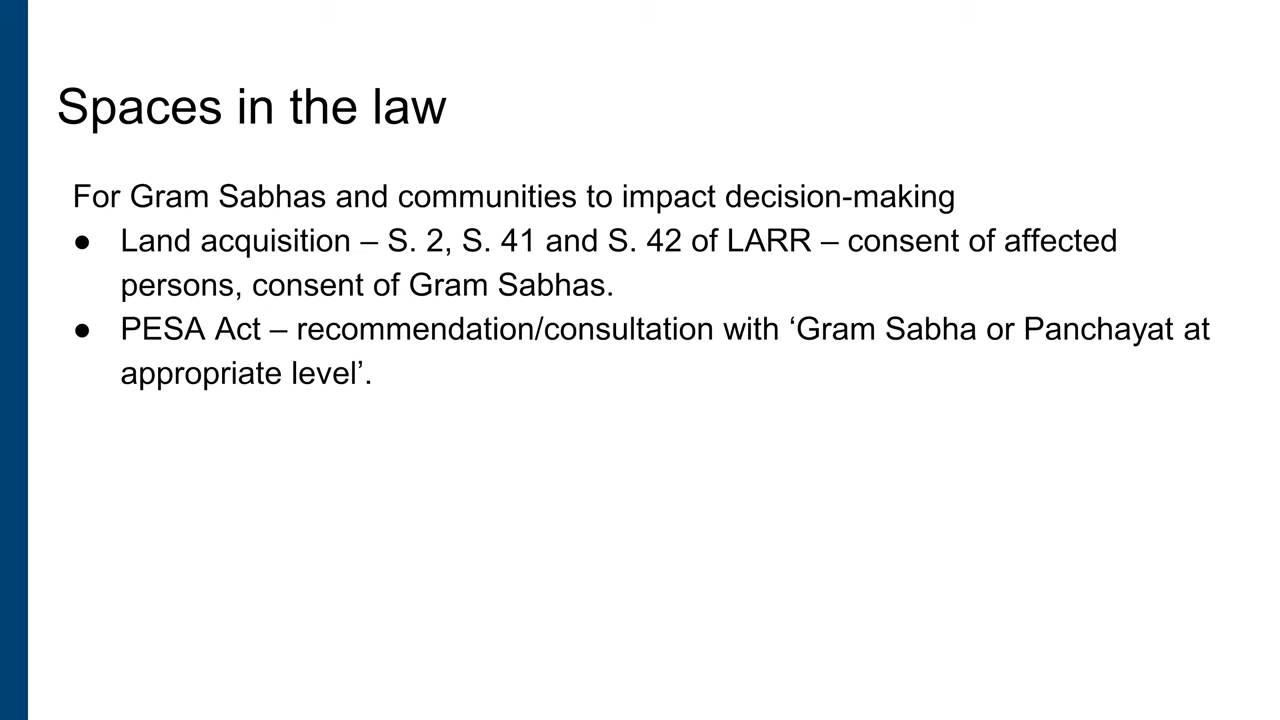 Spaces in the law
For Gram Sabhas and communities to impact decision-making
● Land acquisition – S. 2, S. 41 and S. 42 of LARR – consent of affected
persons, consent of Gram Sabhas.
● PESA Act – recommendation/consultation with ‘Gram Sabha or Panchayat at
appropriate level’.